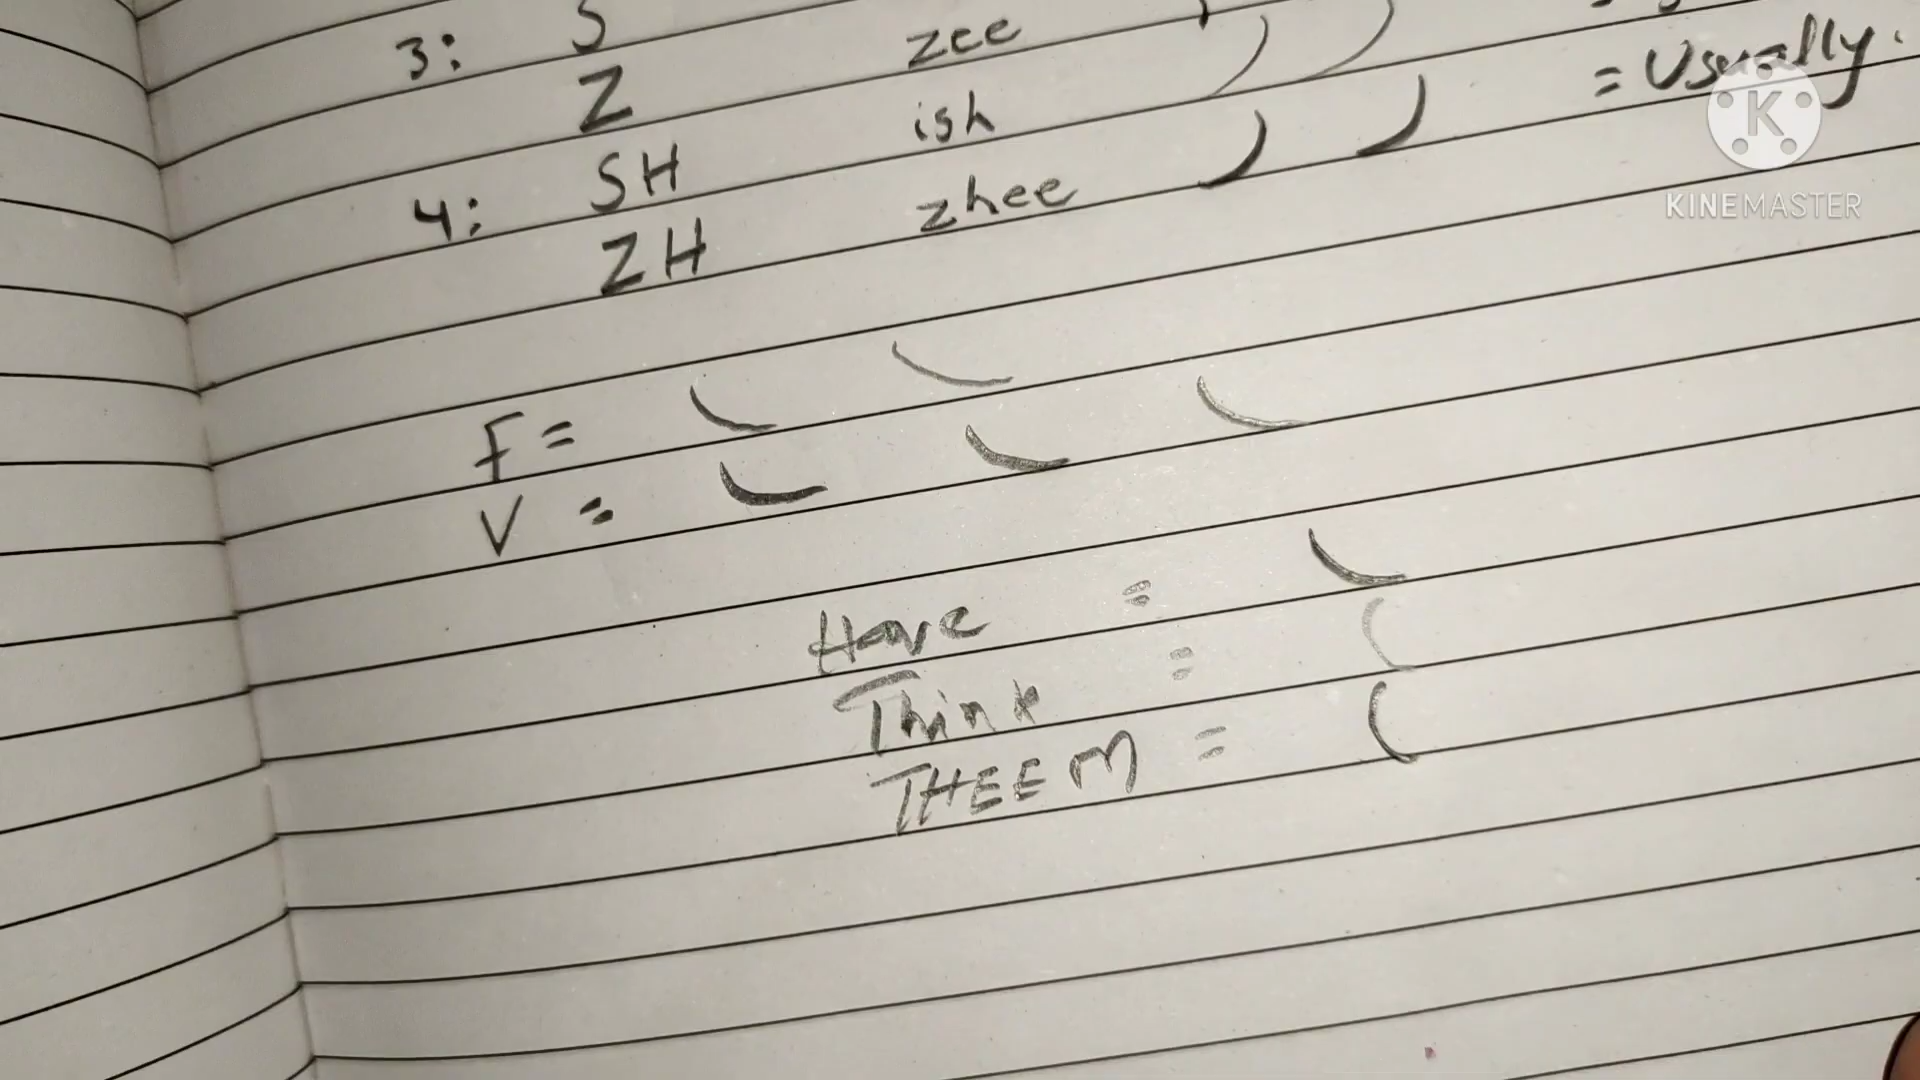 3: S zee
Z ish = Usually.
4: SH zhee
ZH
F =
V =
Have =
Think =
THEEM =
K
KINEMASTER